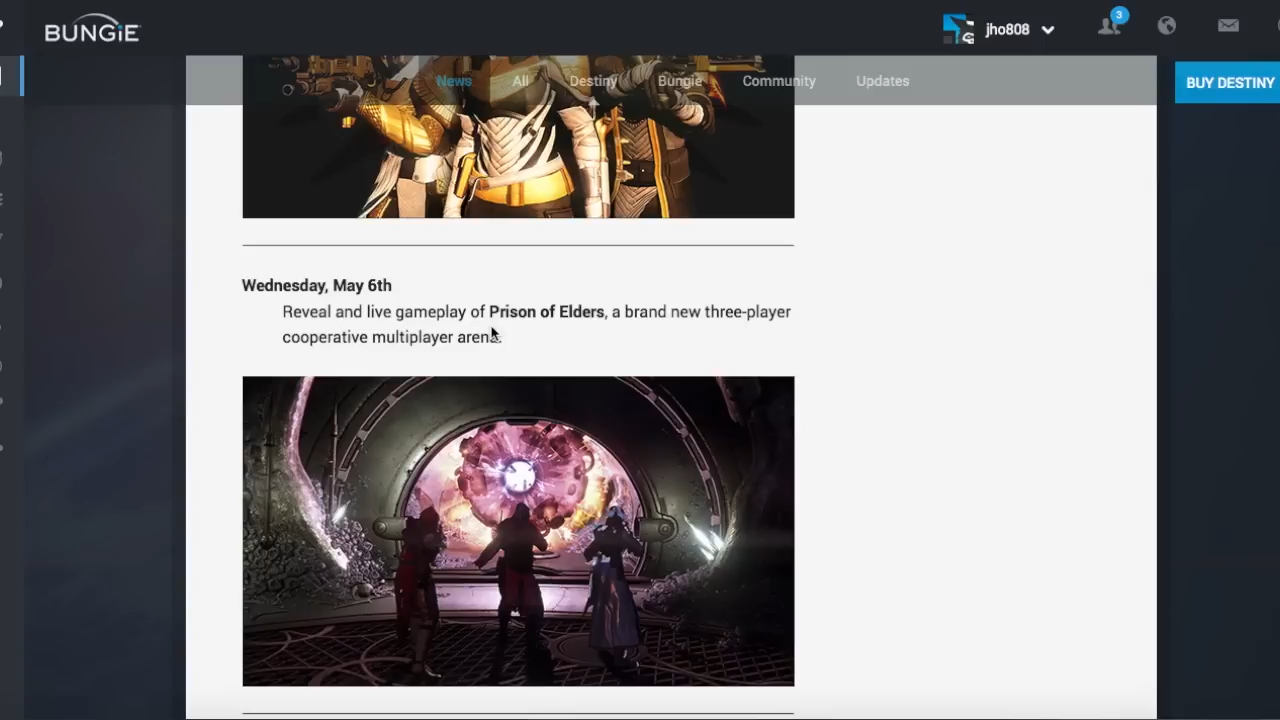 BUNGiE
jho808
3
News All Destiny Bungie Community Updates
BUY DESTINY
Wednesday, May 6th
Reveal and live gameplay of Prison of Elders, a brand new three-player
cooperative multiplayer arena.